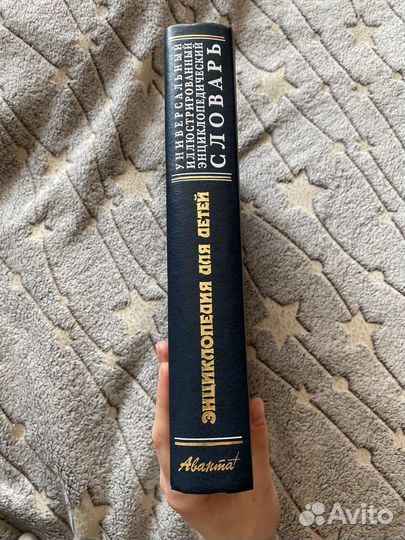 УНИВЕРСАЛЬНЫЙ
ИЛЛЮСТРИРОВАННЫЙ
ЭНЦИКЛОПЕДИЧЕСКИЙ
СЛОВАРЬ
ЭНЦИКЛОПЕДИЯ ДЛЯ ДЕТЕЙ
Аванта+
Avito